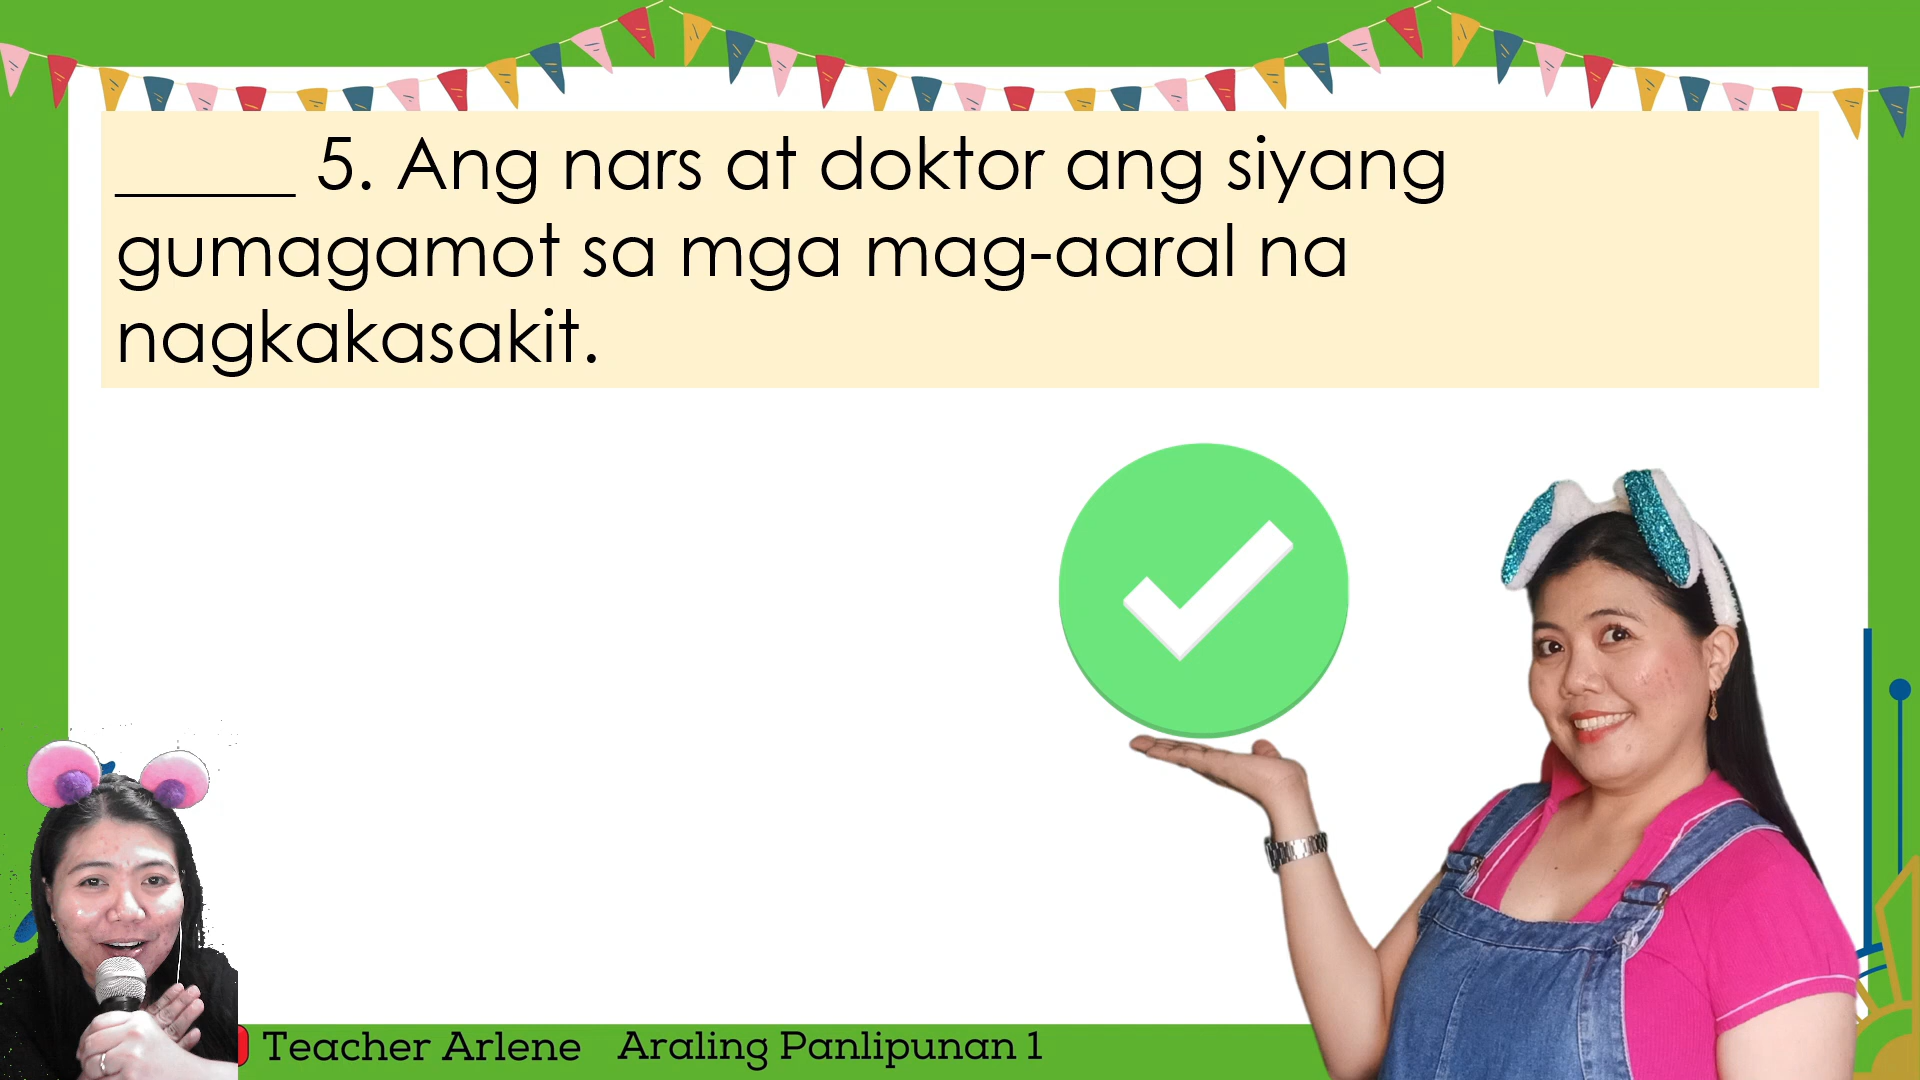 _____ 5. Ang nars at doktor ang siyang
gumagamot sa mga mag-aaral na
nagkakasakit.
Teacher Arlene Araling Panlipunan 1